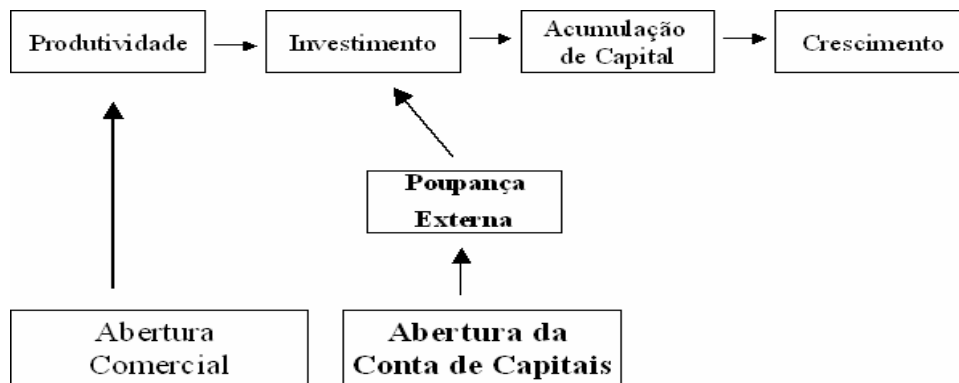 Produtividade
Investimento
Acumulação
de Capital
Crescimento
Poupança
Externa
Abertura
Comercial
Abertura da
Conta de Capitais